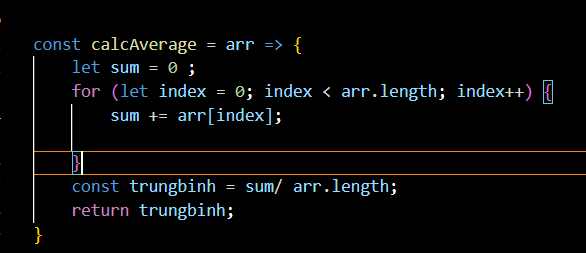 const calcAverage = arr => {
let sum = 0 ;
for (let index = 0; index < arr.length; index++) {
sum += arr[index];
}
const trungbinh = sum/ arr.length;
return trungbinh;
}